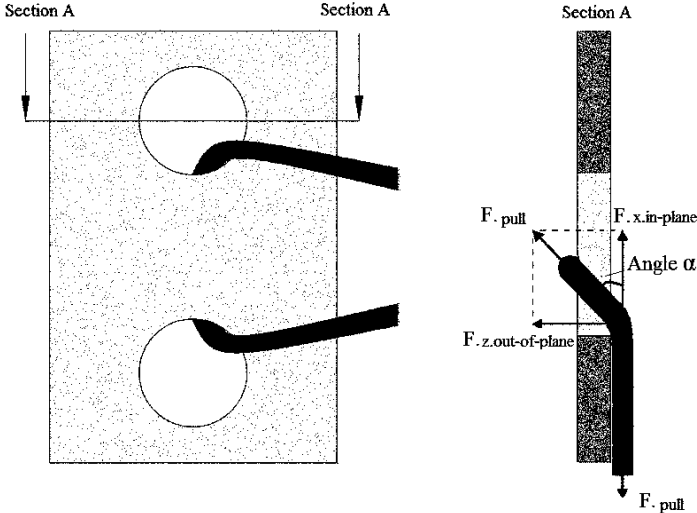 Section A
Section A
Section A
F. pull
F. x.in-plane
Angle α
F. z.out-of-plane
F. pull